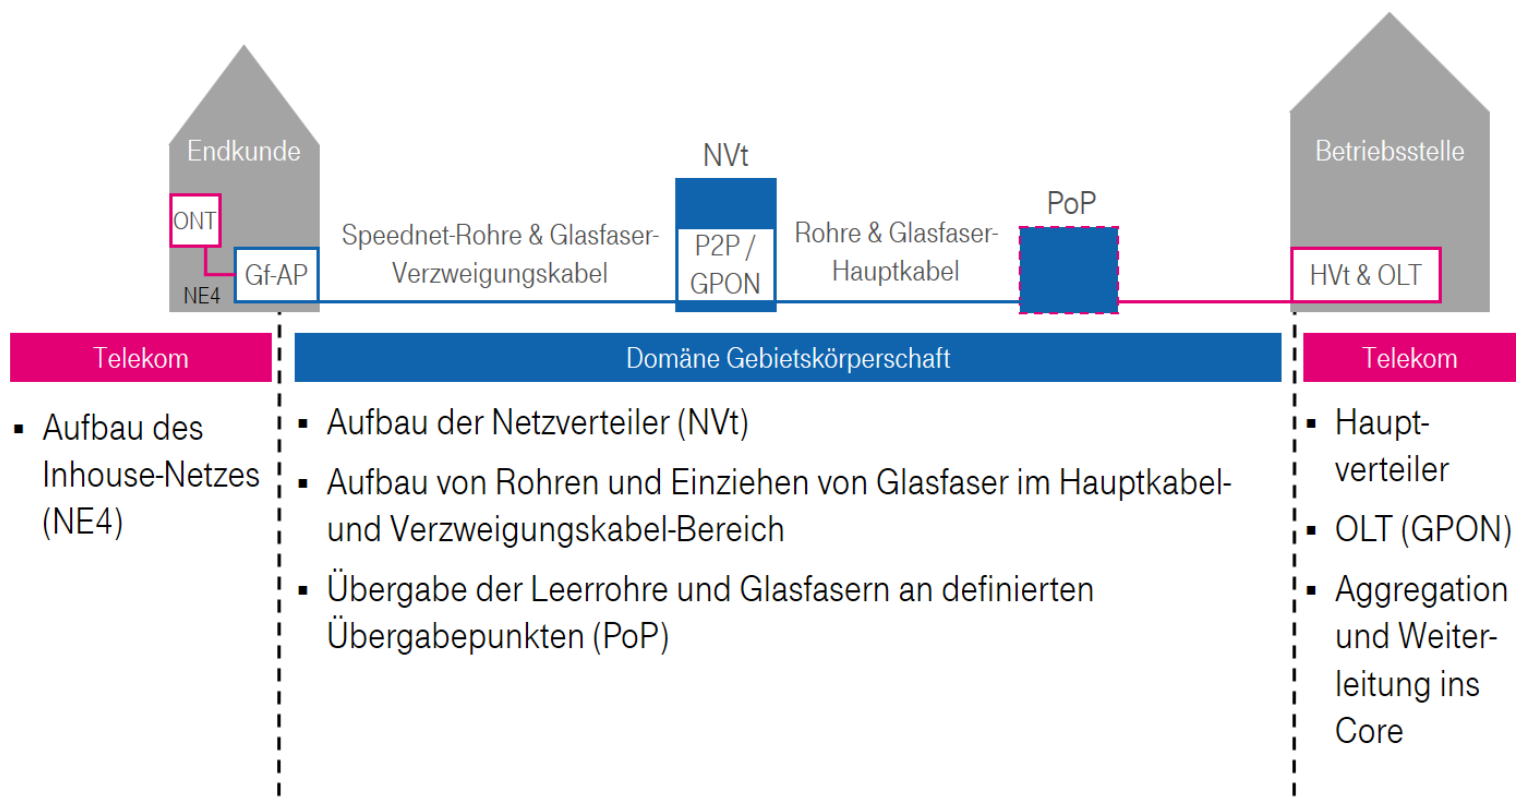 Endkunde
ONT
Gf-AP
NE4
Speednet-Rohre & Glasfaser-
Verzweigungskabel
NVt
P2P /
GPON
Rohre & Glasfaser-
Hauptkabel
PoP
Betriebsstelle
HVt & OLT
Telekom
▪ Aufbau des
Inhouse-Netzes
(NE4)
Domäne Gebietskörperschaft
▪ Aufbau der Netzverteiler (NVt)
▪ Aufbau von Rohren und Einziehen von Glasfaser im Hauptkabel-
und Verzweigungskabel-Bereich
▪ Übergabe der Leerrohre und Glasfasern an definierten
Übergabepunkten (PoP)
Telekom
▪ Haupt-
verteiler
▪ OLT (GPON)
▪ Aggregation
und Weiter-
leitung ins
Core